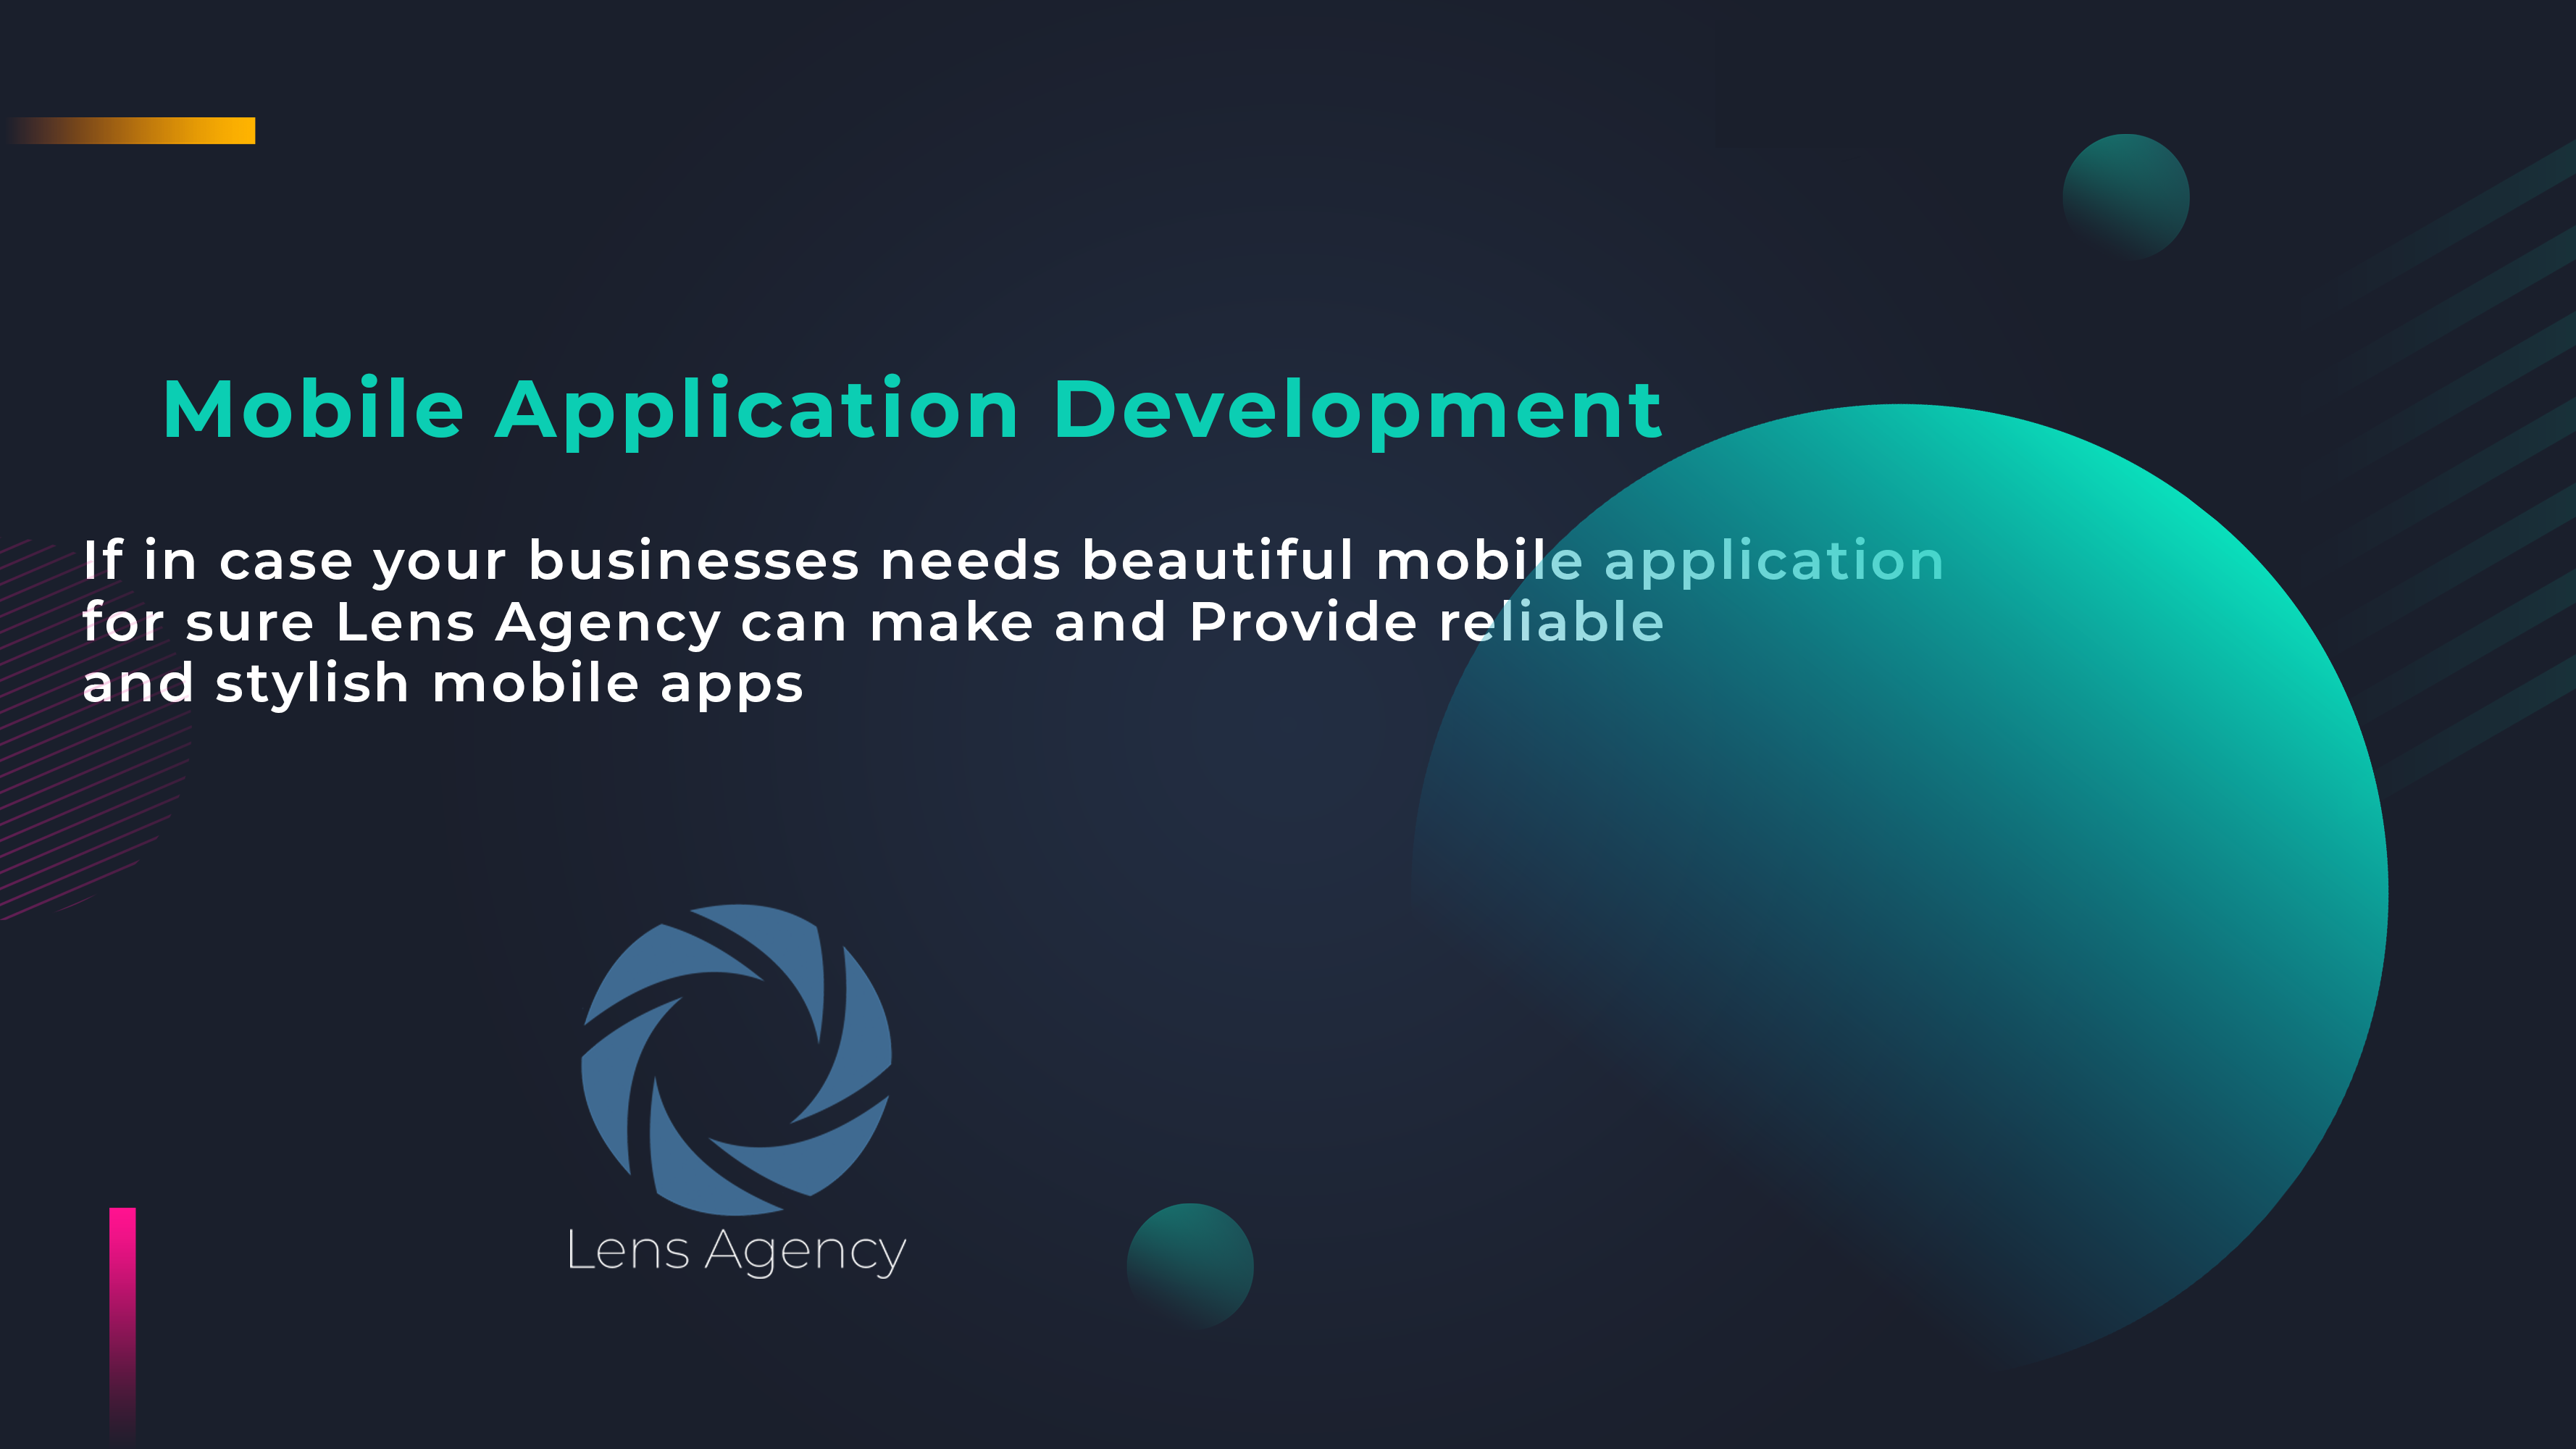 Mobile Application Development
If in case your businesses needs beautiful mobile application
for sure Lens Agency can make and Provide reliable
and stylish mobile apps
Lens Agency